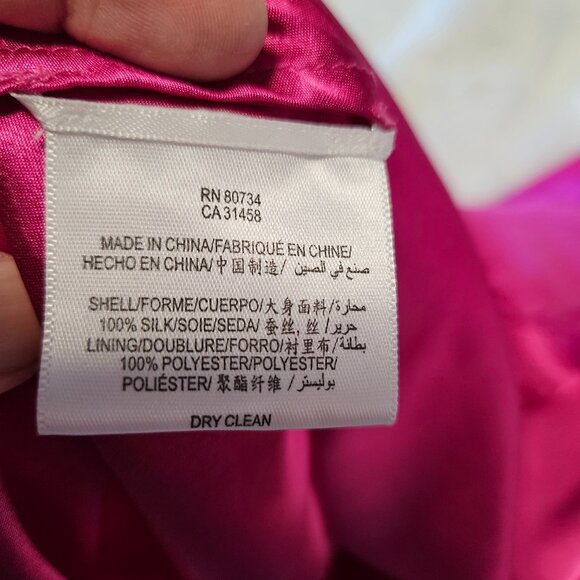 RN 80734
CA 31458
MADE IN CHINA/FABRIQUÉ EN CHINE/
HECHO EN CHINA/中国制造/ صنع في الصين
SHELL/FORME/CUERPO/大身面料/ محارة/
100% SILK/SOIE/SEDA/ 蚕丝, 丝 / حرير/
LINING/DOUBLURE/FORRO/衬里布/ بطانة/
100% POLYESTER/POLYESTER/
POLIÉSTER/ 聚酯纤维 / بوليستر/
DRY CLEAN